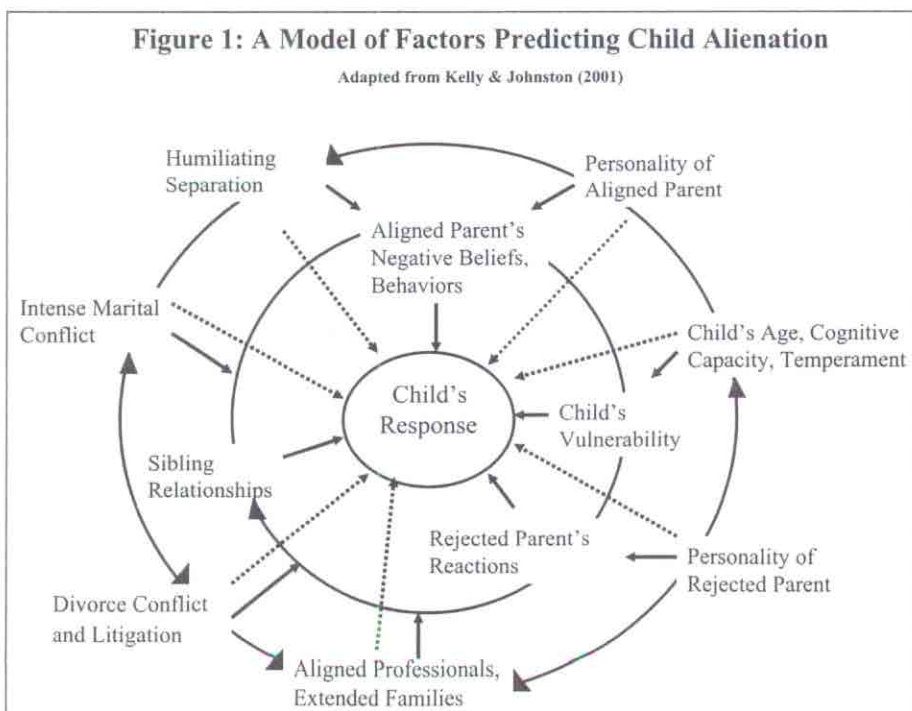 Figure 1: A Model of Factors Predicting Child Alienation
Adapted from Kelly & Johnston (2001)
Humiliating
Separation
Personality of
Aligned Parent
Aligned Parent's
Negative Beliefs,
Behaviors
Intense Marital
Conflict
Child's Age, Cognitive
Capacity, Temperament
Child's
Response
Child's
Vulnerability
Sibling
Relationships
Rejected Parent's
Reactions
Personality of
Rejected Parent
Divorce Conflict
and Litigation
Aligned Professionals,
Extended Families